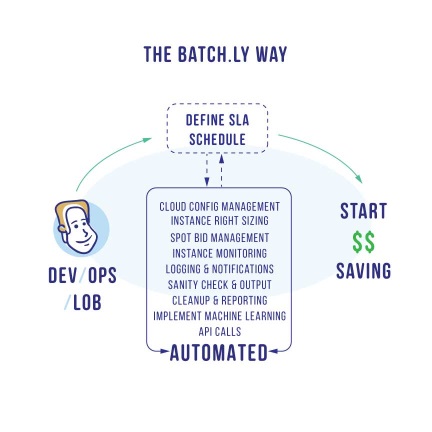 THE BATCH.LY WAY
DEFINE SLA
SCHEDULE
CLOUD CONFIG MANAGEMENT
INSTANCE RIGHT SIZING
SPOT BID MANAGEMENT
INSTANCE MONITORING
LOGGING & NOTIFICATIONS
SANITY CHECK & OUTPUT
CLEANUP & REPORTING
IMPLEMENT MACHINE LEARNING
API CALLS
AUTOMATED
DEV/OPS
/LOB
START
$$
SAVING